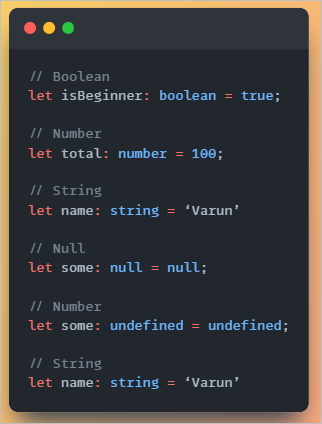 // Boolean
let isBeginner: boolean = true;
// Number
let total: number = 100;
// String
let name: string = ‘Varun’
// Null
let some: null = null;
// Number
let some: undefined = undefined;
// String
let name: string = ‘Varun’